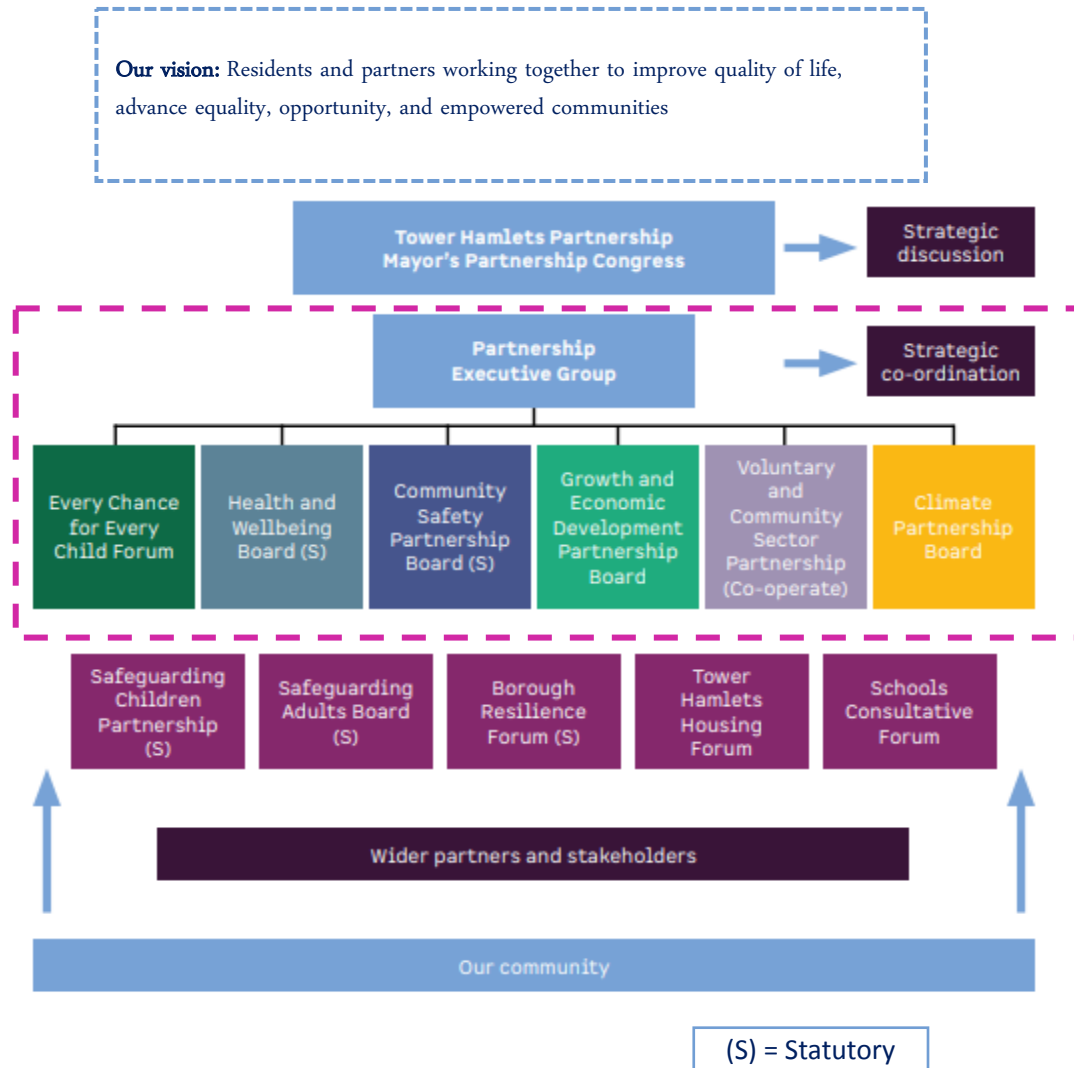 Our vision: Residents and partners working together to improve quality of life,
advance equality, opportunity, and empowered communities
Tower Hamlets Partnership
Mayor's Partnership Congress
Strategic
discussion
Partnership
Executive Group
Strategic
co-ordination
Every Chance
for Every
Child Forum
Health and
Wellbeing
Board (S)
Community
Safety
Partnership
Board (S)
Growth and
Economic
Development
Partnership
Board
Voluntary
and
Community
Sector
Partnership
(Co-operate)
Climate
Partnership
Board
Safeguarding
Children
Partnership
(S)
Safeguarding
Adults Board
(S)
Borough
Resilience
Forum (S)
Tower
Hamlets
Housing
Forum
Schools
Consultative
Forum
Wider partners and stakeholders
Our community
(S) = Statutory